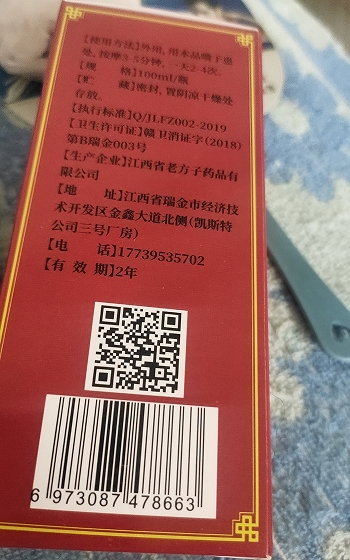 【使用方法】外用，用本品喷于患
处，按摩3-5分钟，一天2-4次。
【规　　格】100ml/瓶
【贮　　藏】密封，置阴凉干燥处
存放。
【执行标准】Q/JLFZ002-2019
【卫生许可证】赣卫消证字(2018)
第B瑞金003号
【生产企业】江西省老方子药品有
限公司
【地　　址】江西省瑞金市经济技
术开发区金鑫大道北侧(凯斯特
公司三号厂房)
【电　　话】17739535702
【有 效 期】2年
6 973087 478663